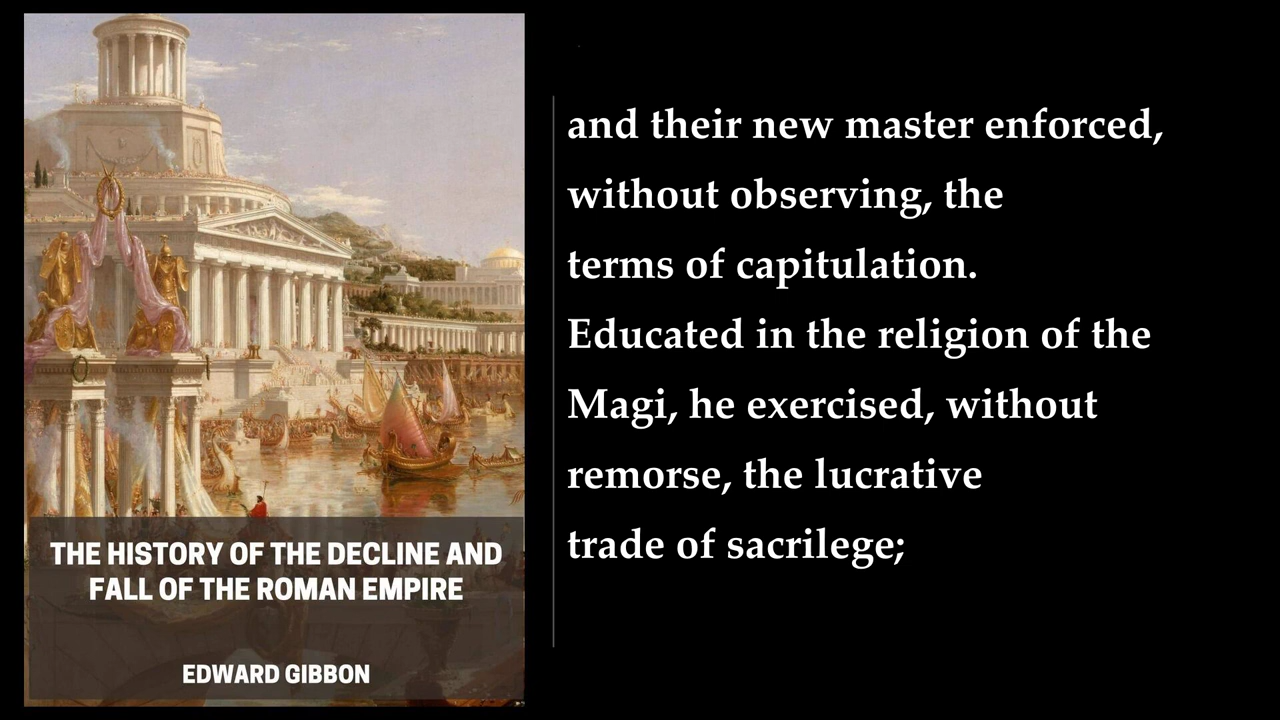 THE HISTORY OF THE DECLINE AND
FALL OF THE ROMAN EMPIRE
EDWARD GIBBON
and their new master enforced,
without observing, the
terms of capitulation.
Educated in the religion of the
Magi, he exercised, without
remorse, the lucrative
trade of sacrilege;